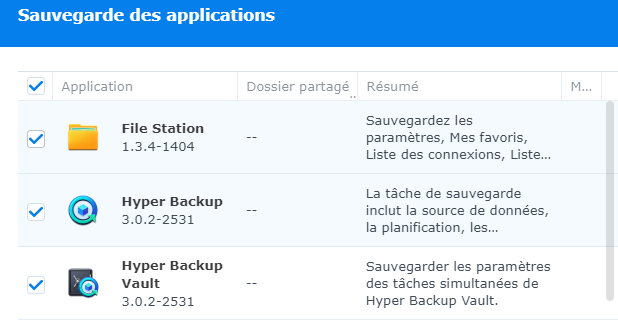 Sauvegarde des applications
Application Dossier partagé .. Résumé M...
File Station
1.3.4-1404
--
Sauvegardez les
paramètres, Mes favoris,
Liste des connexions, Liste...
Hyper Backup
3.0.2-2531
--
La tâche de sauvegarde
inclut la source de données,
la planification, les...
Hyper Backup
Vault
3.0.2-2531
--
Sauvegarder les paramètres
des tâches simultanées de
Hyper Backup Vault.